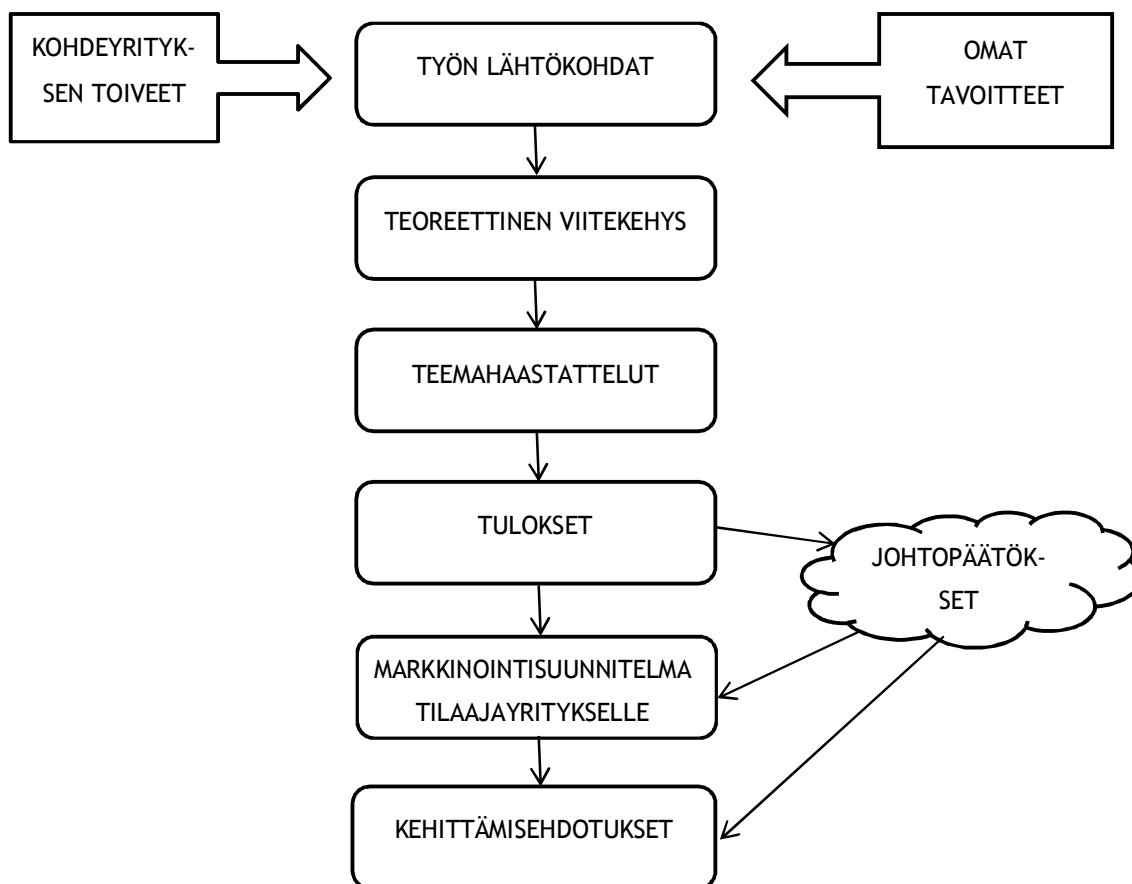 KOHDEYRITYK-
SEN TOIVEET
TYÖN LÄHTÖKOHDAT
OMAT
TAVOITTEET
TEOREETTINEN VIITEKEHYS
TEEMAHAASTATTELUT
TULOKSET
JOHTOPÄÄTÖK-
SET
MARKKINOINTISUUNNITELMA
TILAAJAYRITYKSELLE
KEHITTÄMISEHDOTUKSET